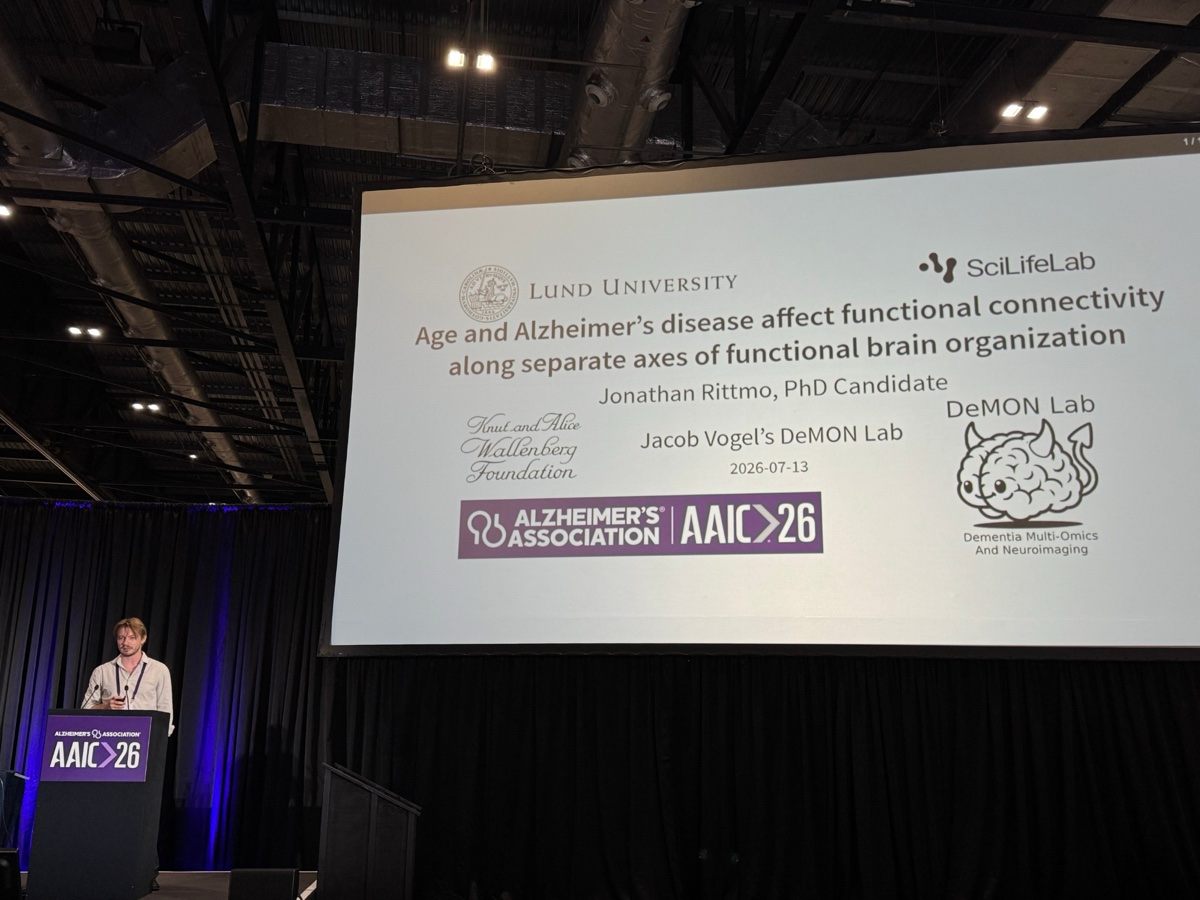 1/1
LUND UNIVERSITY
SciLifeLab
Age and Alzheimer's disease affect functional connectivity
along separate axes of functional brain organization
Jonathan Rittmo, PhD Candidate
Knut and Alice
Wallenberg
Foundation
Jacob Vogel's DeMON Lab
2026-07-13
DeMON Lab
Dementia Multi-Omics
And Neuroimaging
ALZHEIMER'S®
ASSOCIATION
AAIC>26
ALZHEIMER'S ASSOCIATION
AAIC>26